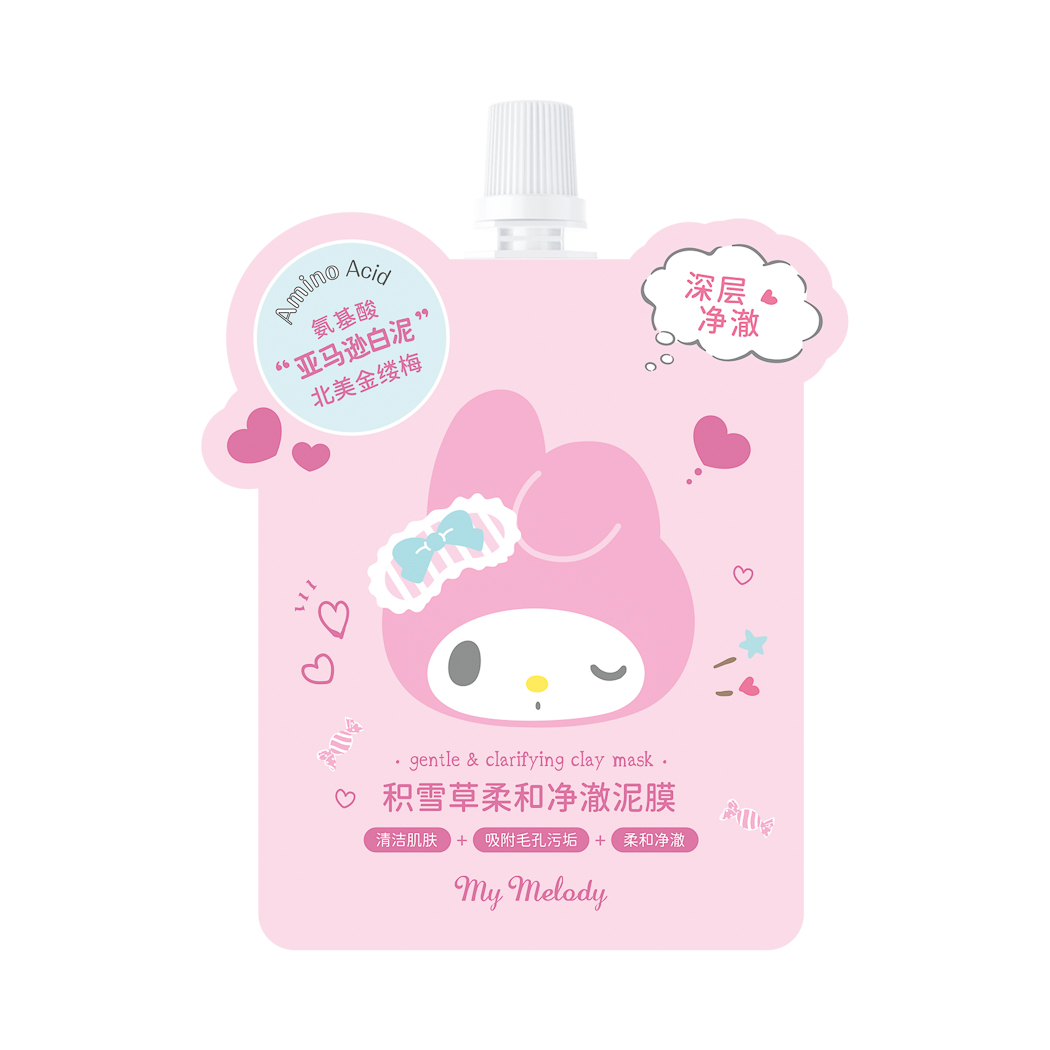 Amino Acid
氨基酸
“亚马逊白泥”
北美金缕梅
深层
净澈
· gentle & clarifying clay mask ·
积雪草柔和净澈泥膜
清洁肌肤 + 吸附毛孔污垢 + 柔和净澈
My Melody